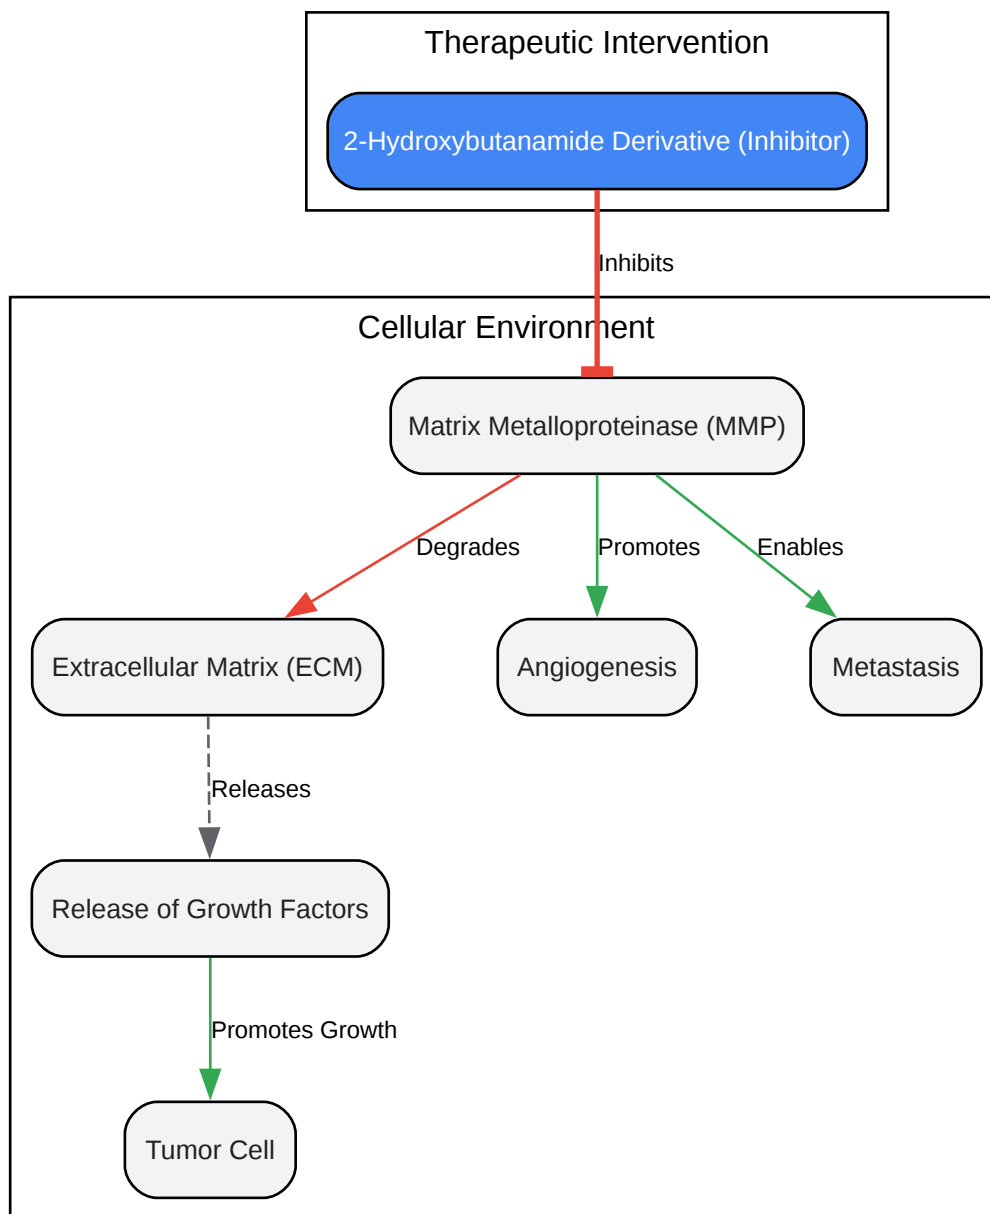 Therapeutic Intervention
2-Hydroxybutanamide Derivative (Inhibitor)
Inhibits
Cellular Environment
Matrix Metalloproteinase (MMP)
Degrades
Promotes
Enables
Extracellular Matrix (ECM)
Angiogenesis
Metastasis
Releases
Release of Growth Factors
Promotes Growth
Tumor Cell